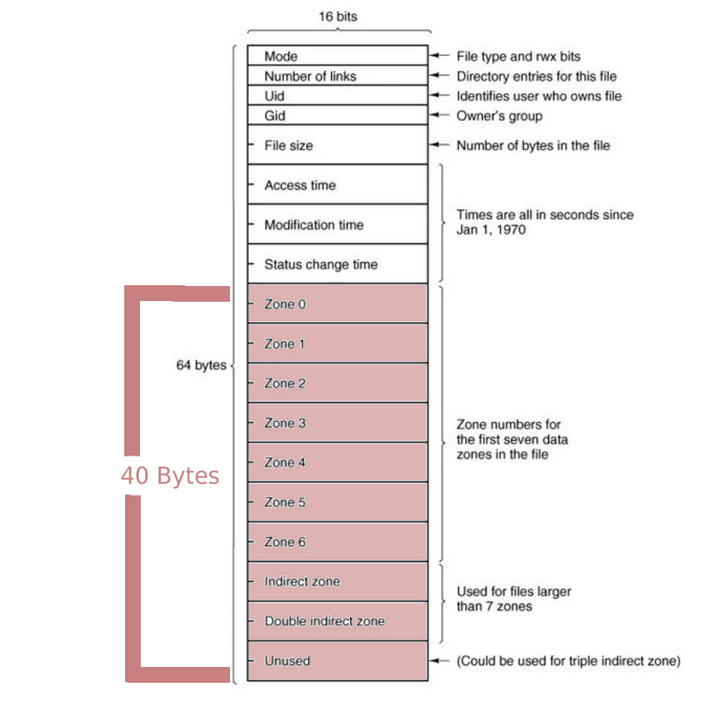 16 bits
Mode
File type and rwx bits
Number of links
Directory entries for this file
Uid
Identifies user who owns file
Gid
Owner's group
File size
Number of bytes in the file
Access time
Modification time
Status change time
Times are all in seconds since
Jan 1, 1970
64 bytes
40 Bytes
Zone 0
Zone 1
Zone 2
Zone 3
Zone 4
Zone 5
Zone 6
Zone numbers for
the first seven data
zones in the file
Indirect zone
Double indirect zone
Used for files larger
than 7 zones
Unused
(Could be used for triple indirect zone)